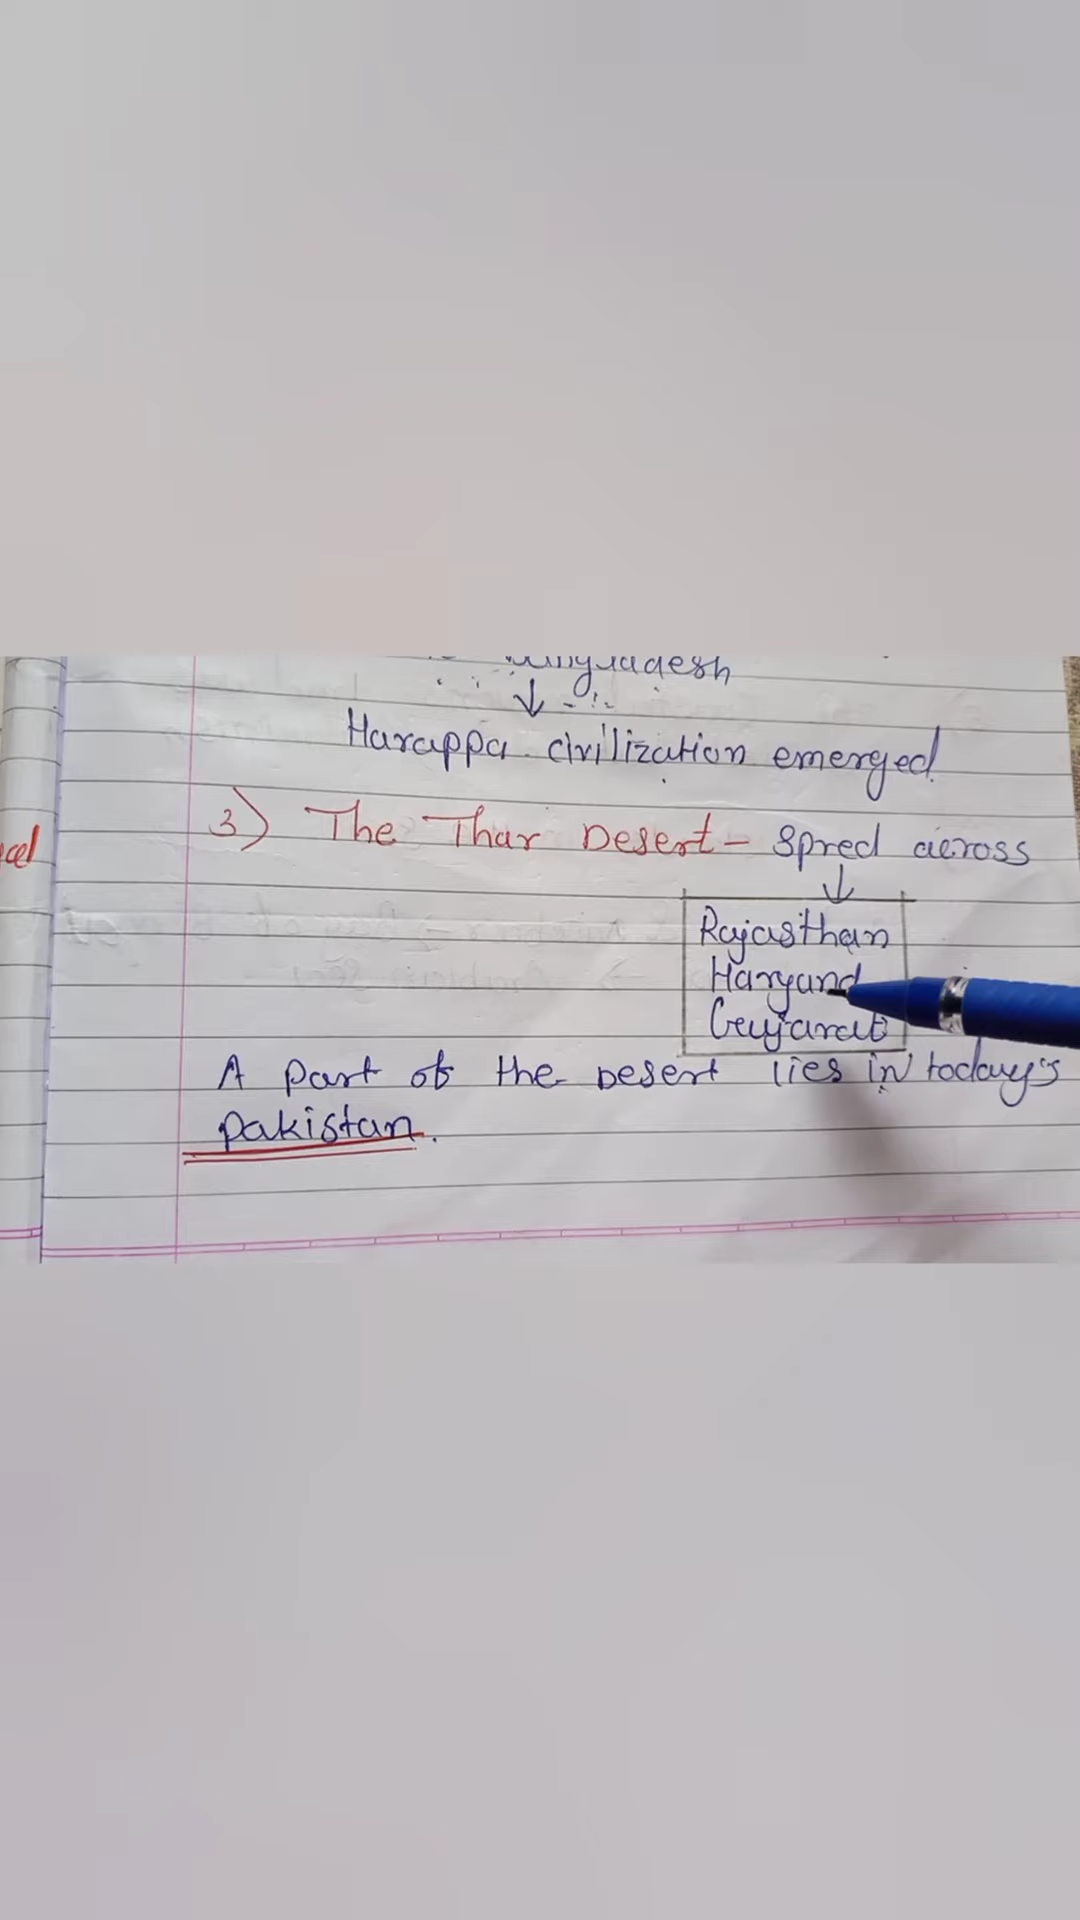 Harappa civilization emerged.
3) The Thar Desert - Spred across
↓
Rajasthan
Haryana
Gujarat
A part of the Desert lies in today's
pakistan.